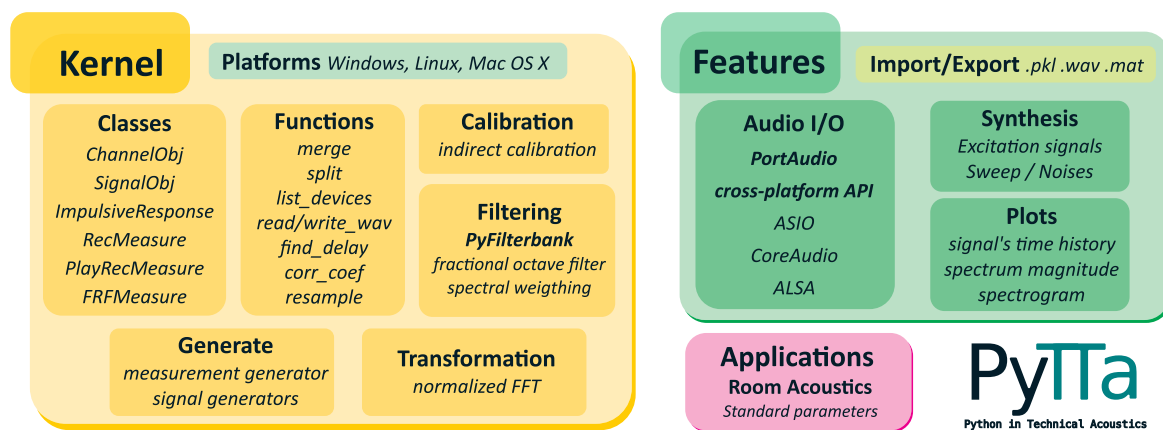 Kernel
Platforms Windows, Linux, Mac OS X
Classes
ChannelObj
SignalObj
ImpulsiveResponse
RecMeasure
PlayRecMeasure
FRFMeasure
Functions
merge
split
list_devices
read/write_wav
find_delay
corr_coef
resample
Calibration
indirect calibration
Filtering
PyFilterbank
fractional octave filter
spectral weigthing
Generate
measurement generator
signal generators
Transformation
normalized FFT
Features
Import/Export .pkl .wav .mat
Audio I/O
PortAudio
cross-platform API
ASIO
CoreAudio
ALSA
Synthesis
Excitation signals
Sweep / Noises
Plots
signal's time history
spectrum magnitude
spectrogram
Applications
Room Acoustics
Standard parameters
PyTTa
Python in Technical Acoustics